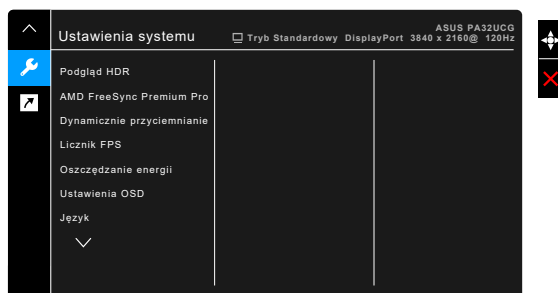 Ustawienia systemu
ASUS PA32UCG
Tryb Standardowy DisplayPort 3840 x 2160@ 120Hz
Podgląd HDR
AMD FreeSync Premium Pro
Dynamicznie przyciemnianie
Licznik FPS
Oszczędzanie energii
Ustawienia OSD
Język